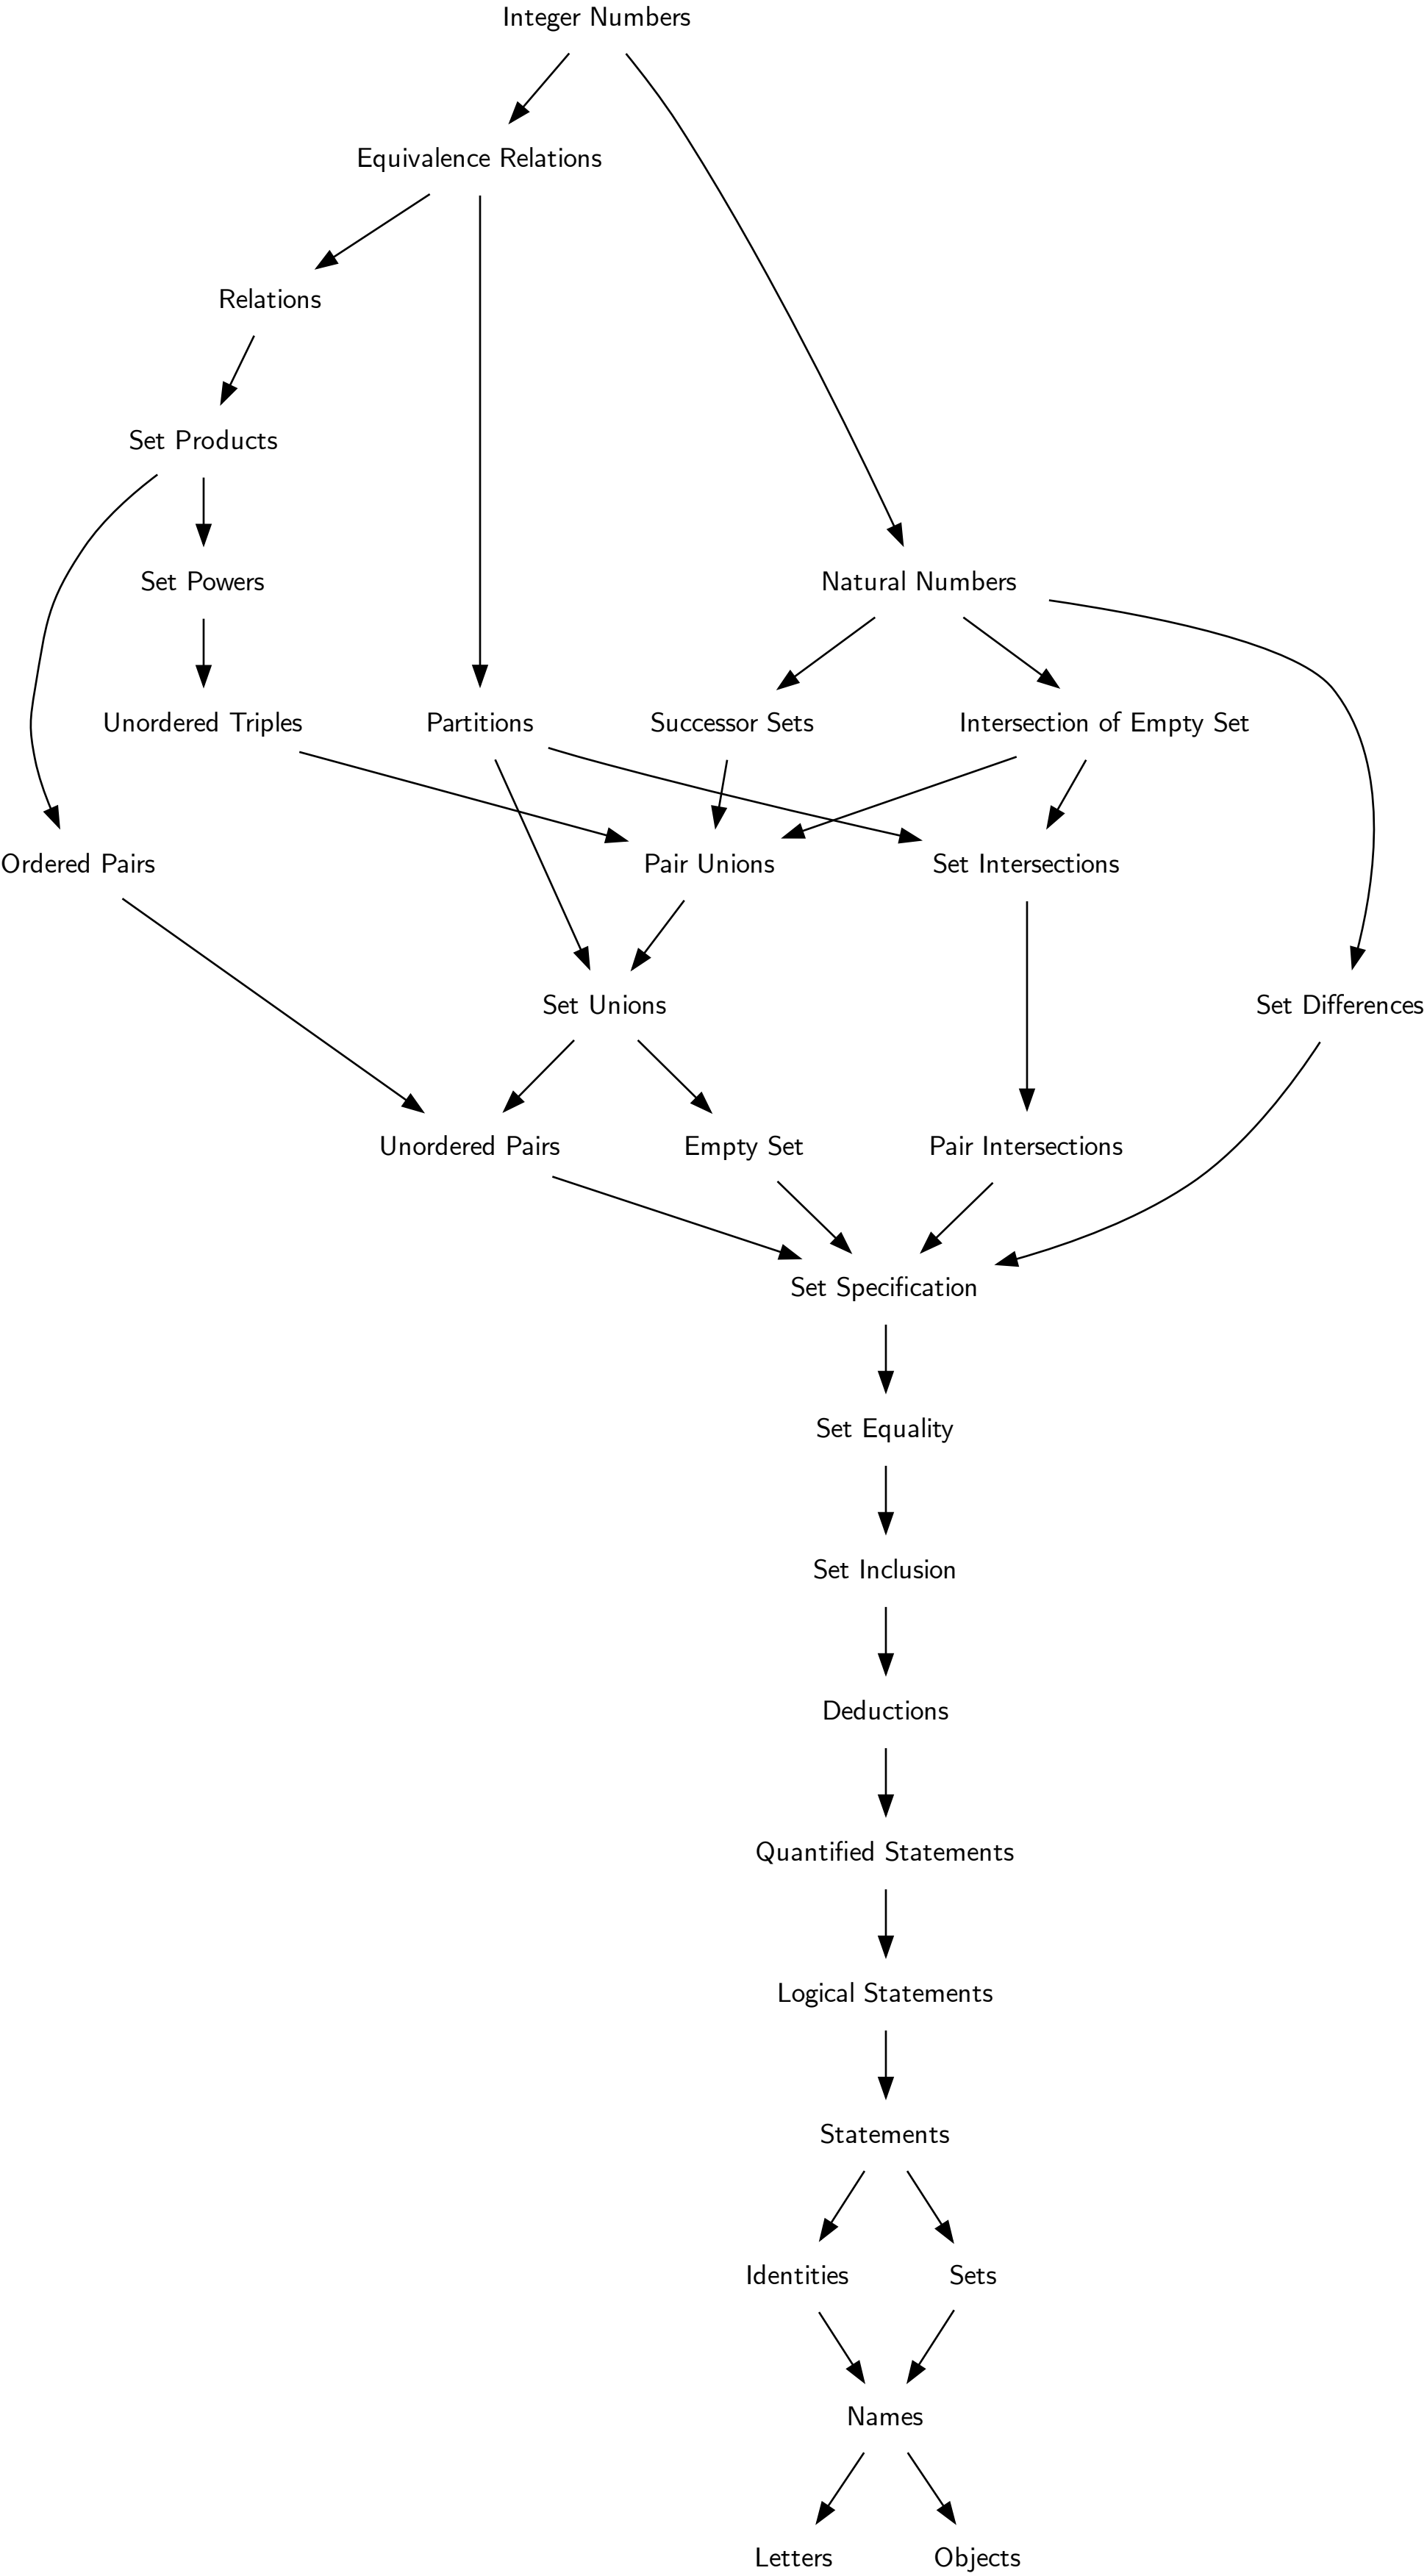 Integer Numbers
Equivalence Relations
Relations
Set Products
Set Powers
Natural Numbers
Unordered Triples
Partitions
Successor Sets
Intersection of Empty Set
Ordered Pairs
Pair Unions
Set Intersections
Set Unions
Set Differences
Unordered Pairs
Empty Set
Pair Intersections
Set Specification
Set Equality
Set Inclusion
Deductions
Quantified Statements
Logical Statements
Statements
Identities
Sets
Names
Letters
Objects